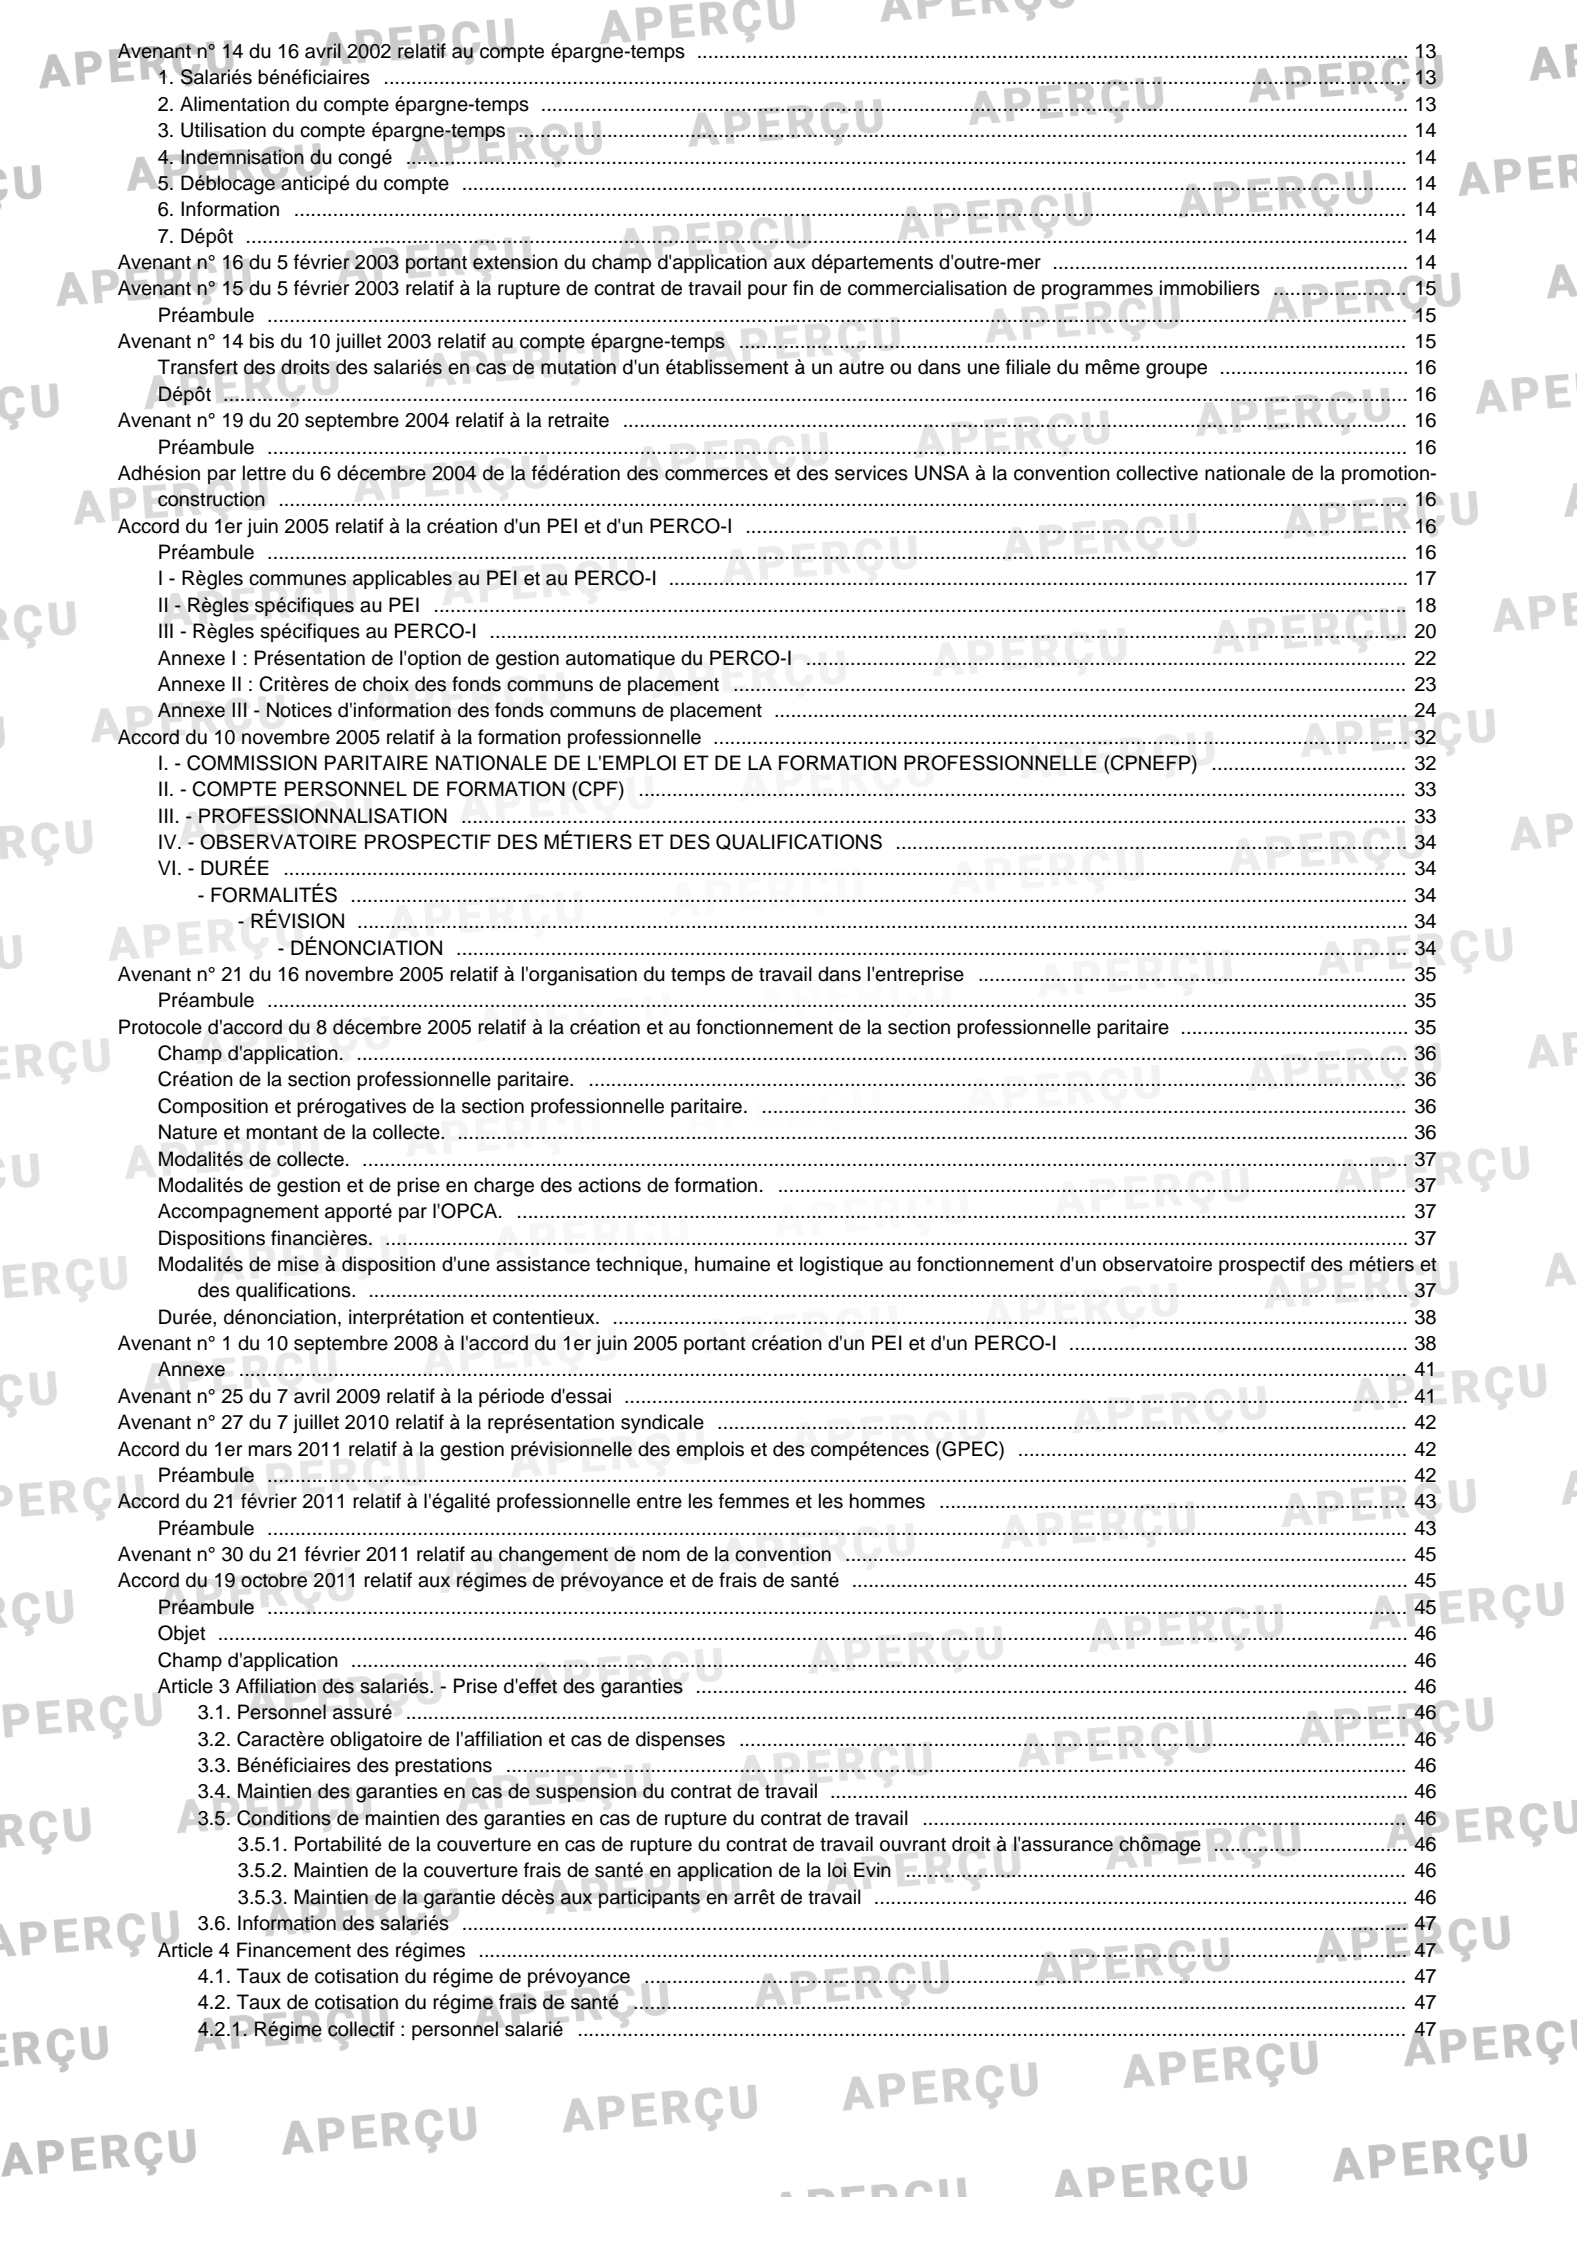 Avenant n° 14 du 16 avril 2002 relatif au compte épargne-temps ........ 13
1. Salariés bénéficiaires ........ 13
2. Alimentation du compte épargne-temps ........ 13
3. Utilisation du compte épargne-temps ........ 14
4. Indemnisation du congé ........ 14
5. Déblocage anticipé du compte ........ 14
6. Information ........ 14
7. Dépôt ........ 14
Avenant n° 16 du 5 février 2003 portant extension du champ d'application aux départements d'outre-mer ........ 14
Avenant n° 15 du 5 février 2003 relatif à la rupture de contrat de travail pour fin de commercialisation de programmes immobiliers ........ 15
Préambule ........ 15
Avenant n° 14 bis du 10 juillet 2003 relatif au compte épargne-temps ........ 15
Transfert des droits des salariés en cas de mutation d'un établissement à un autre ou dans une filiale du même groupe ........ 16
Dépôt ........ 16
Avenant n° 19 du 20 septembre 2004 relatif à la retraite ........ 16
Préambule ........ 16
Adhésion par lettre du 6 décembre 2004 de la fédération des commerces et des services UNSA à la convention collective nationale de la promotion-
construction ........ 16
Accord du 1er juin 2005 relatif à la création d'un PEI et d'un PERCO-I ........ 16
Préambule ........ 16
I - Règles communes applicables au PEI et au PERCO-I ........ 17
II - Règles spécifiques au PEI ........ 18
III - Règles spécifiques au PERCO-I ........ 20
Annexe I : Présentation de l'option de gestion automatique du PERCO-I ........ 22
Annexe II : Critères de choix des fonds communs de placement ........ 23
Annexe III - Notices d'information des fonds communs de placement ........ 24
Accord du 10 novembre 2005 relatif à la formation professionnelle ........ 32
I. - COMMISSION PARITAIRE NATIONALE DE L'EMPLOI ET DE LA FORMATION PROFESSIONNELLE (CPNEFP) ........ 32
II. - COMPTE PERSONNEL DE FORMATION (CPF) ........ 33
III. - PROFESSIONNALISATION ........ 33
IV. - OBSERVATOIRE PROSPECTIF DES MÉTIERS ET DES QUALIFICATIONS ........ 34
VI. - DURÉE ........ 34
- FORMALITÉS ........ 34
- RÉVISION ........ 34
- DÉNONCIATION ........ 34
Avenant n° 21 du 16 novembre 2005 relatif à l'organisation du temps de travail dans l'entreprise ........ 35
Préambule ........ 35
Protocole d'accord du 8 décembre 2005 relatif à la création et au fonctionnement de la section professionnelle paritaire ........ 35
Champ d'application. ........ 36
Création de la section professionnelle paritaire. ........ 36
Composition et prérogatives de la section professionnelle paritaire. ........ 36
Nature et montant de la collecte. ........ 36
Modalités de collecte. ........ 37
Modalités de gestion et de prise en charge des actions de formation. ........ 37
Accompagnement apporté par l'OPCA. ........ 37
Dispositions financières. ........ 37
Modalités de mise à disposition d'une assistance technique, humaine et logistique au fonctionnement d'un observatoire prospectif des métiers et
des qualifications. ........ 37
Durée, dénonciation, interprétation et contentieux. ........ 38
Avenant n° 1 du 10 septembre 2008 à l'accord du 1er juin 2005 portant création d'un PEI et d'un PERCO-I ........ 38
Annexe ........ 41
Avenant n° 25 du 7 avril 2009 relatif à la période d'essai ........ 41
Avenant n° 27 du 7 juillet 2010 relatif à la représentation syndicale ........ 42
Accord du 1er mars 2011 relatif à la gestion prévisionnelle des emplois et des compétences (GPEC) ........ 42
Préambule ........ 42
Accord du 21 février 2011 relatif à l'égalité professionnelle entre les femmes et les hommes ........ 43
Préambule ........ 43
Avenant n° 30 du 21 février 2011 relatif au changement de nom de la convention ........ 45
Accord du 19 octobre 2011 relatif aux régimes de prévoyance et de frais de santé ........ 45
Préambule ........ 45
Objet ........ 46
Champ d'application ........ 46
Article 3 Affiliation des salariés. - Prise d'effet des garanties ........ 46
3.1. Personnel assuré ........ 46
3.2. Caractère obligatoire de l'affiliation et cas de dispenses ........ 46
3.3. Bénéficiaires des prestations ........ 46
3.4. Maintien des garanties en cas de suspension du contrat de travail ........ 46
3.5. Conditions de maintien des garanties en cas de rupture du contrat de travail ........ 46
3.5.1. Portabilité de la couverture en cas de rupture du contrat de travail ouvrant droit à l'assurance chômage ........ 46
3.5.2. Maintien de la couverture frais de santé en application de la loi Evin ........ 46
3.5.3. Maintien de la garantie décès aux participants en arrêt de travail ........ 46
3.6. Information des salariés ........ 47
Article 4 Financement des régimes ........ 47
4.1. Taux de cotisation du régime de prévoyance ........ 47
4.2. Taux de cotisation du régime frais de santé ........ 47
4.2.1. Régime collectif : personnel salarié ........ 47
APERÇU